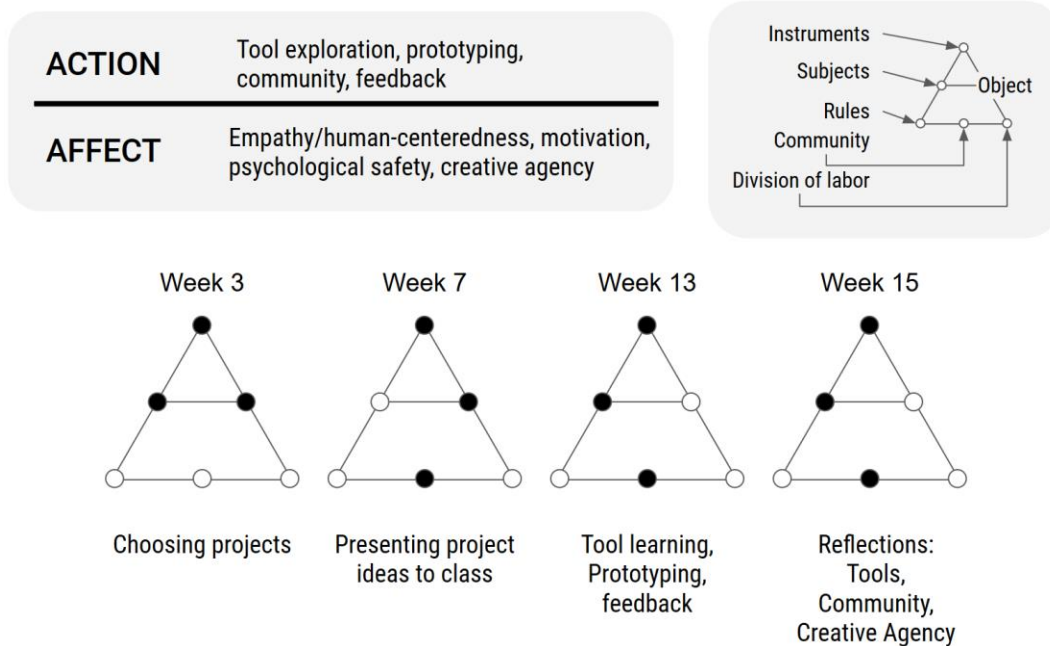 ACTION
Tool exploration, prototyping,
community, feedback
AFFECT
Empathy/human-centeredness, motivation,
psychological safety, creative agency
Instruments
Subjects
Object
Rules
Community
Division of labor
Week 3
Week 7
Week 13
Week 15
Choosing projects
Presenting project
ideas to class
Tool learning,
Prototyping,
feedback
Reflections:
Tools,
Community,
Creative Agency